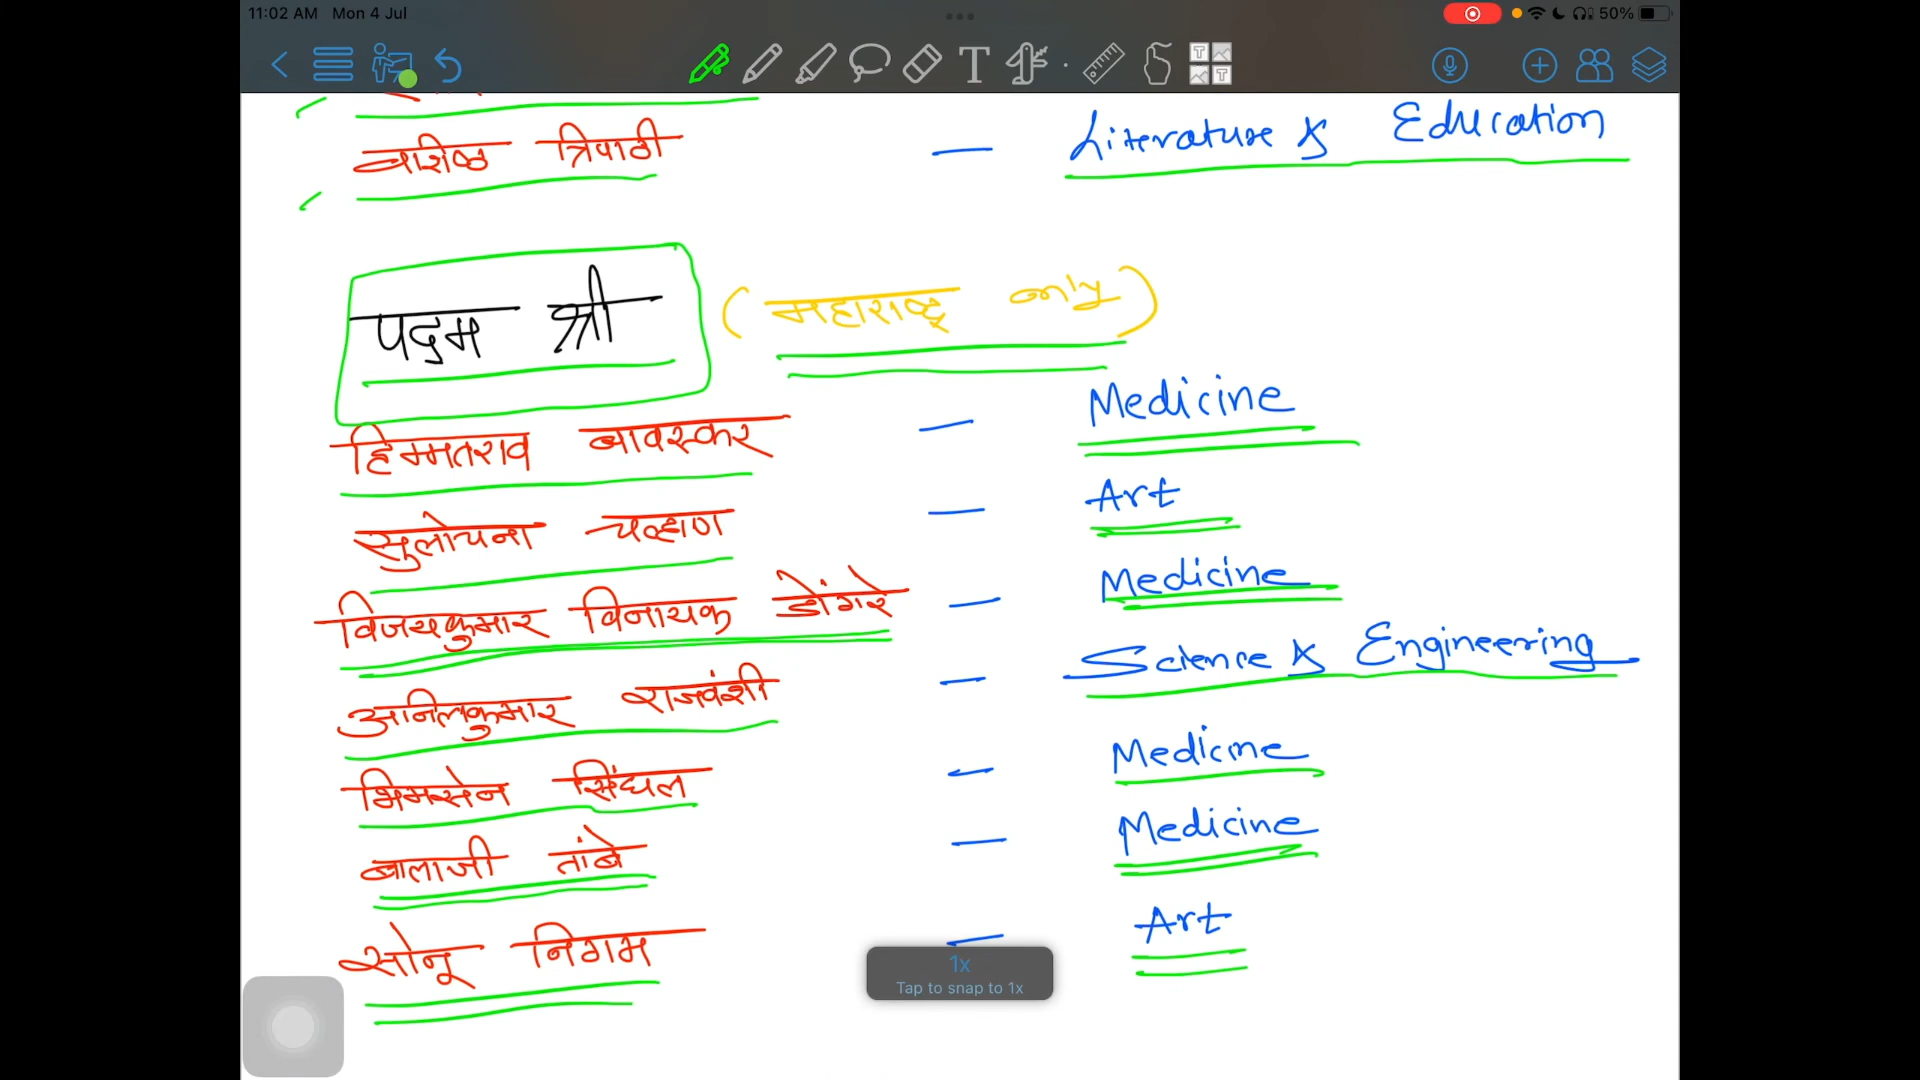 11:02 AM Mon 4 Jul 50%
वाशिष्ठ त्रिपाठी — Literature & Education
पद्म श्री (महाराष्ट्र only)
हिम्मतराव बावस्कर — Medicine
सुलोचना चव्हाण — Art
विजयकुमार विनायक डोंगरे — Medicine
अनिलकुमार राजवंशी — Science & Engineering
भिमसेन सिंघल — Medicine
बालाजी तांबे — Medicine
सोनू निगम — Art
1x
Tap to snap to 1x